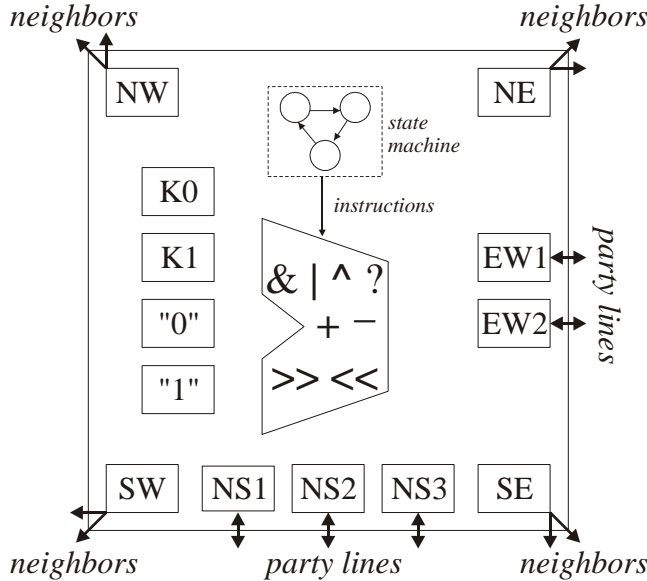 neighbors
neighbors
NW
NE
state
machine
K0
instructions
K1
EW1
& | ^ ?
party lines
"0"
+ −
EW2
"1"
>> <<
SW
NS1
NS2
NS3
SE
neighbors
party lines
neighbors